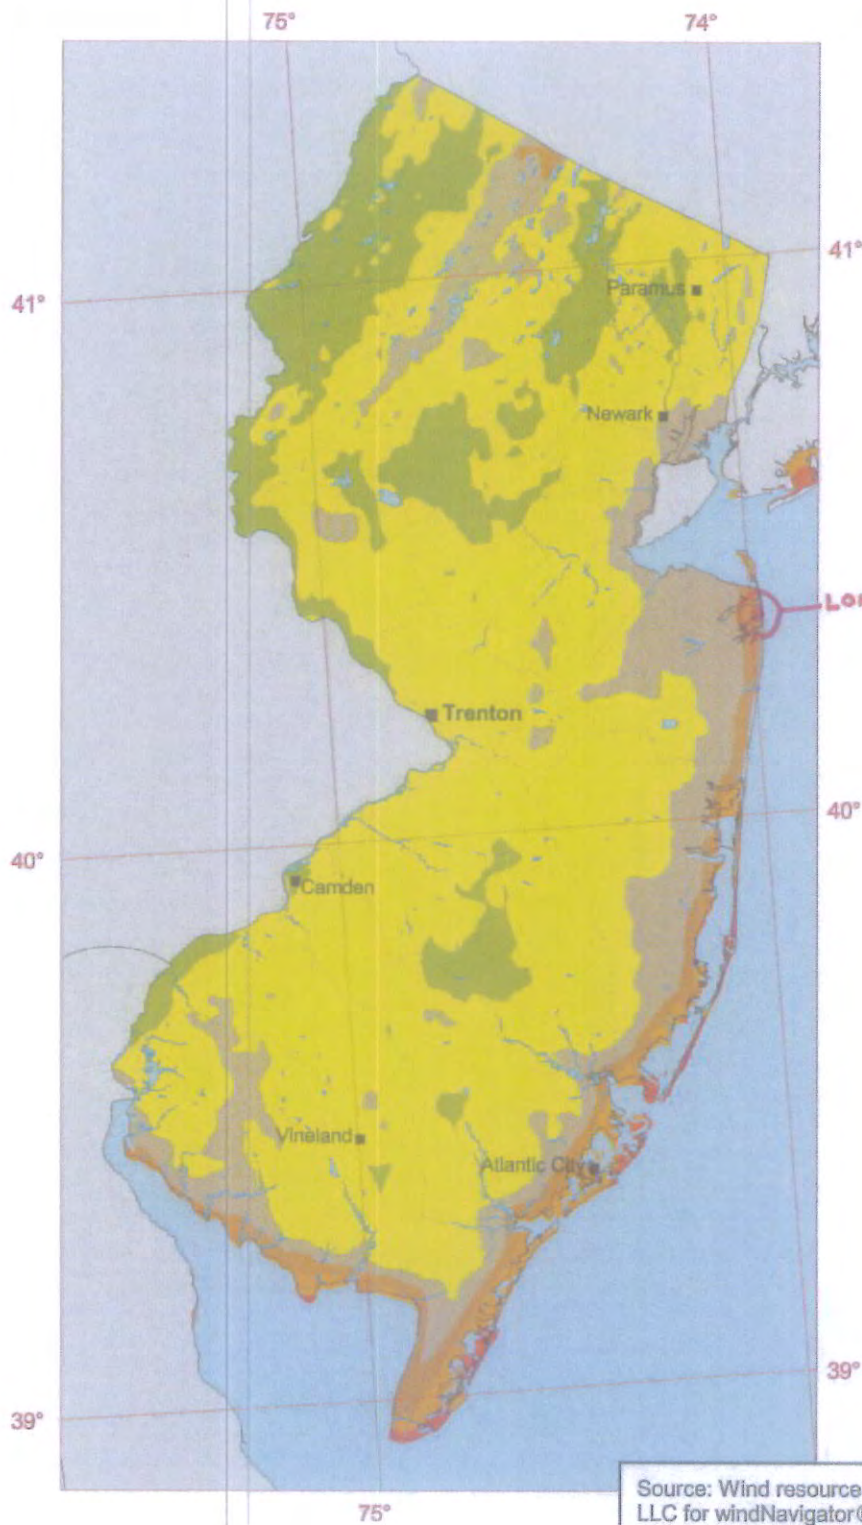 75°
74°
41°
41°
Paramus
Newark
Trenton
40°
40°
Camden
Vineland
Atlantic City
39°
39°
75°
Source: Wind resource
LLC for windNavigator